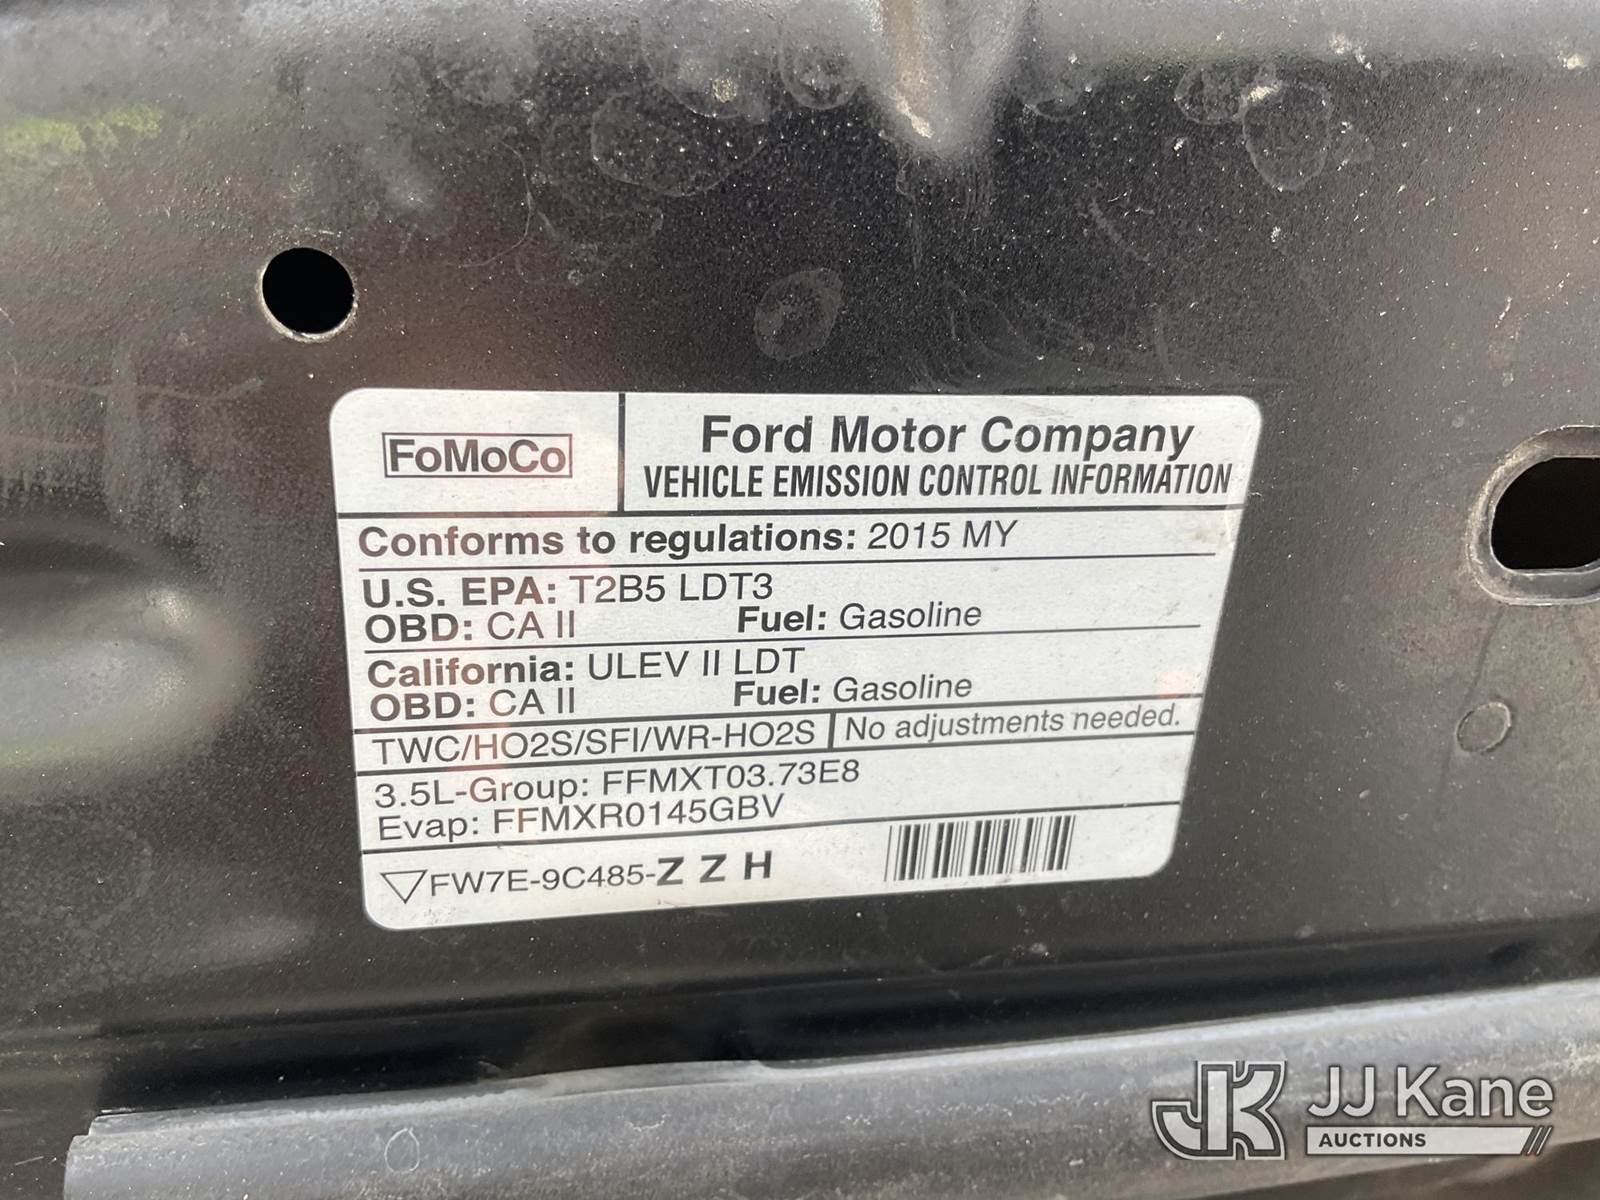 FoMoCo
Ford Motor Company
VEHICLE EMISSION CONTROL INFORMATION
Conforms to regulations: 2015 MY
U.S. EPA: T2B5 LDT3
OBD: CA II Fuel: Gasoline
California: ULEV II LDT
OBD: CA II Fuel: Gasoline
TWC/HO2S/SFI/WR-HO2S No adjustments needed.
3.5L-Group: FFMXT03.73E8
Evap: FFMXR0145GBV
FW7E-9C485-Z Z H
JK JJ Kane
AUCTIONS